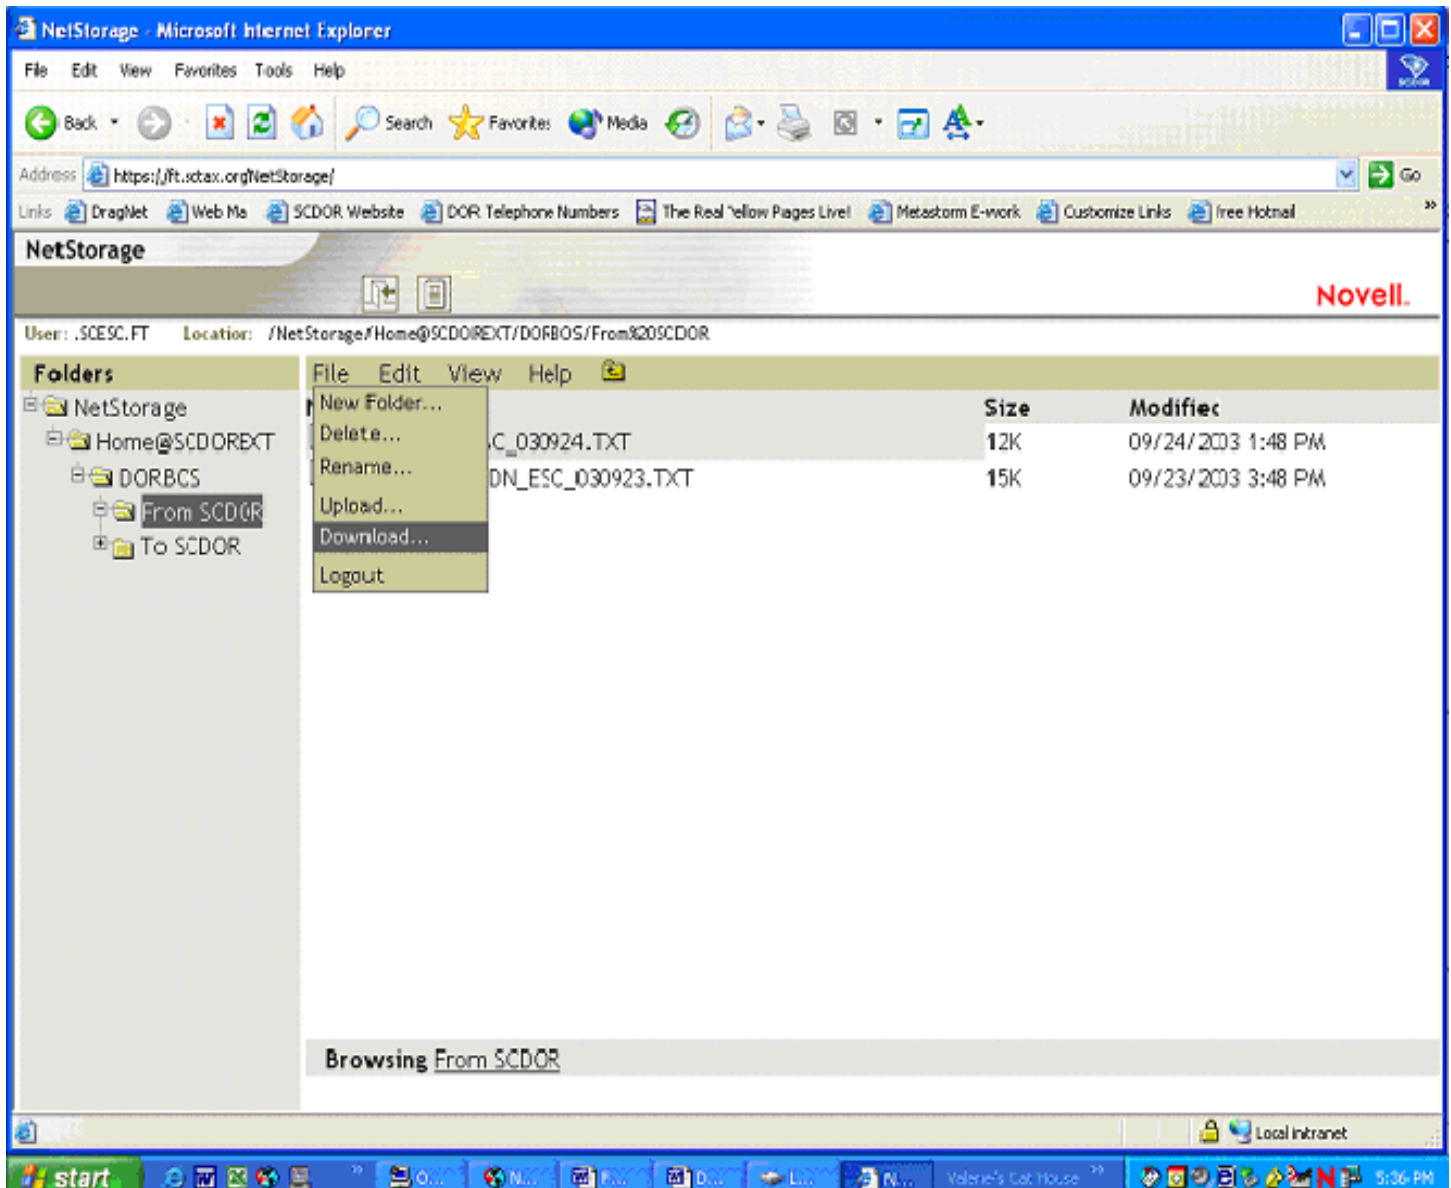 NetStorage - Microsoft Internet Explorer
File Edit View Favorites Tools Help
SCDOR
Back Search Favorites Media
Address https://ft.sctax.org/NetStorage/ Go
Links DragNet Web Ma SCDOR Website DOR Telephone Numbers The Real Yellow Pages Live! Metastorm E-work Customize Links Free Hotmail »
NetStorage
Novell.
User: .SCESC.FT Location: /NetStorage/Home@SCDOREXT/DORBCS/From%20SCDOR
Folders File Edit View Help
NetStorage New Folder... Size Modified
Home@SCDOREXT Delete... C_030924.TXT 12K 09/24/2003 1:48 PM
DORBCS Rename... DN_ESC_030923.TXT 15K 09/23/2003 3:48 PM
From SCDOR Upload...
To SCDOR Download...
Logout
Browsing From SCDOR
Local intranet
start » O... N... F... D... L... N... Valerie's Cat House » N 5:36 PM